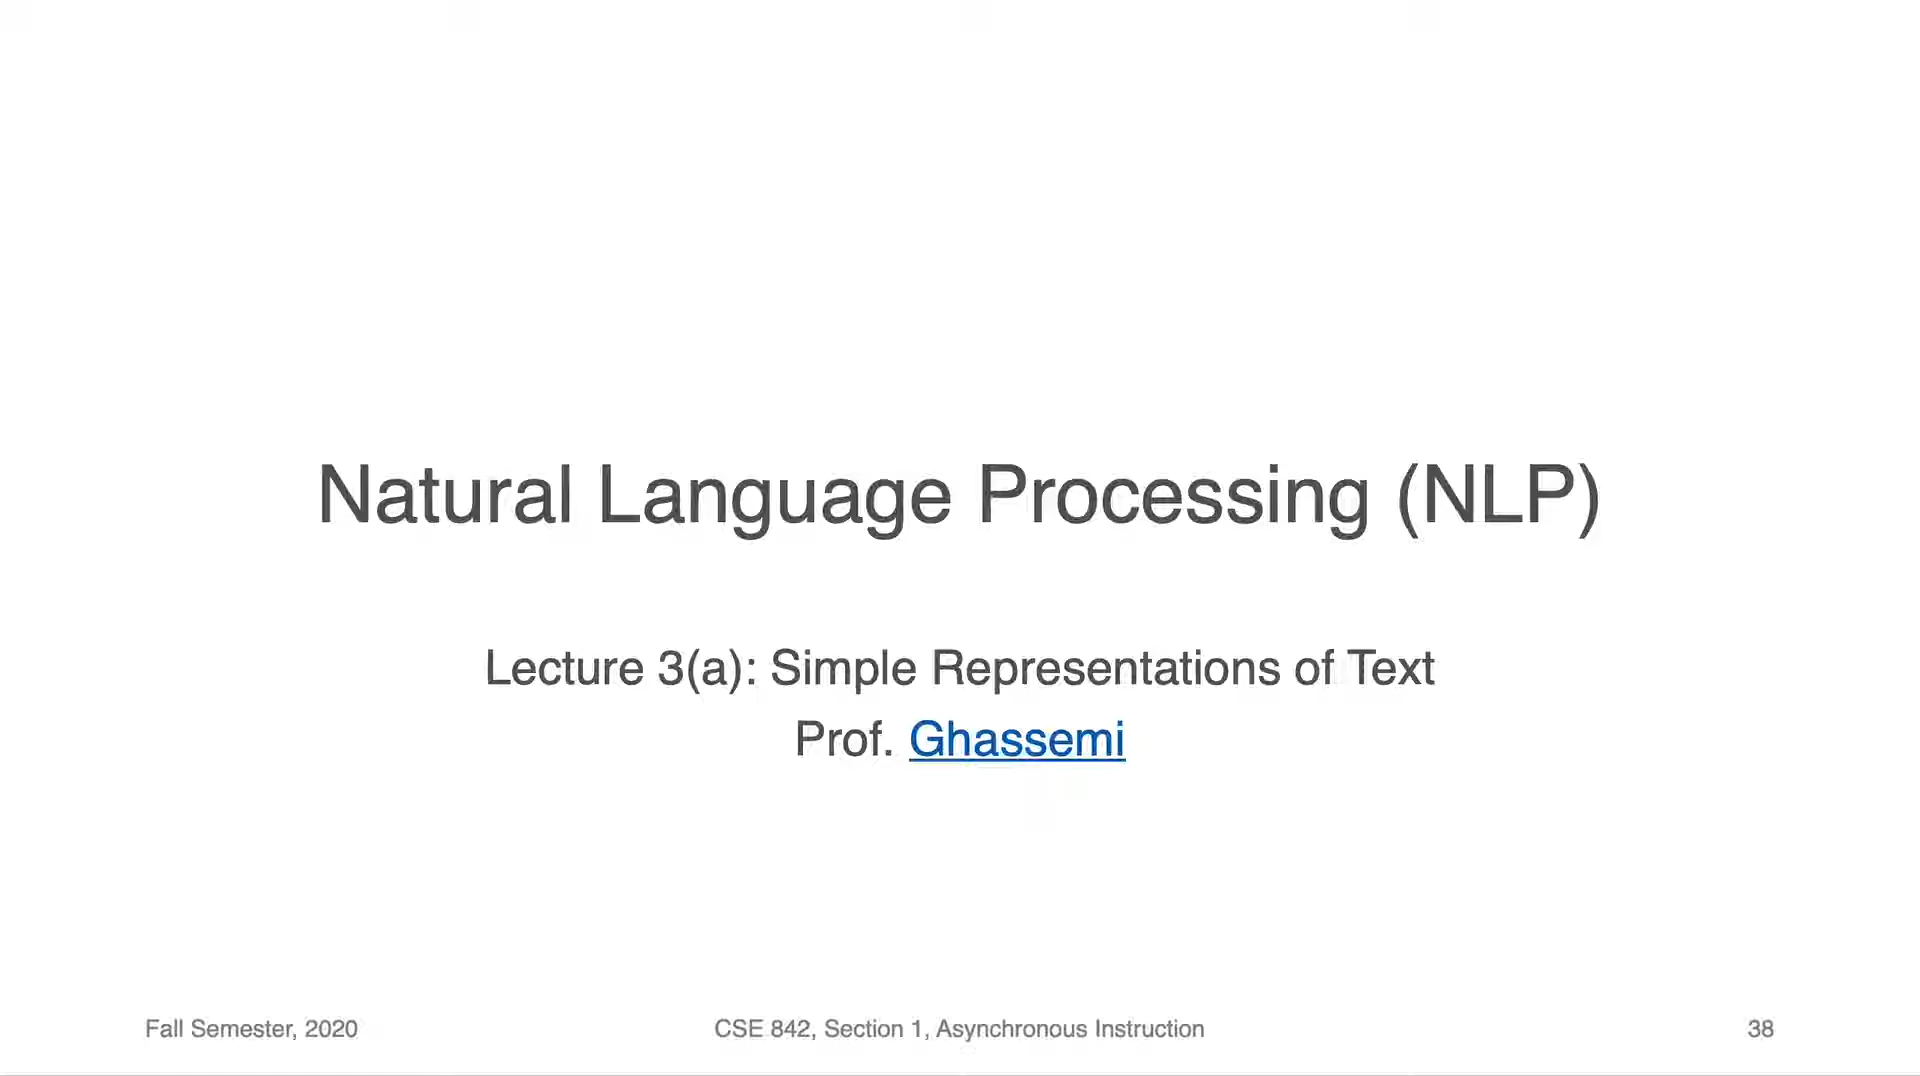 Natural Language Processing (NLP)
Lecture 3(a): Simple Representations of Text
Prof. Ghassemi
Fall Semester, 2020
CSE 842, Section 1, Asynchronous Instruction
38